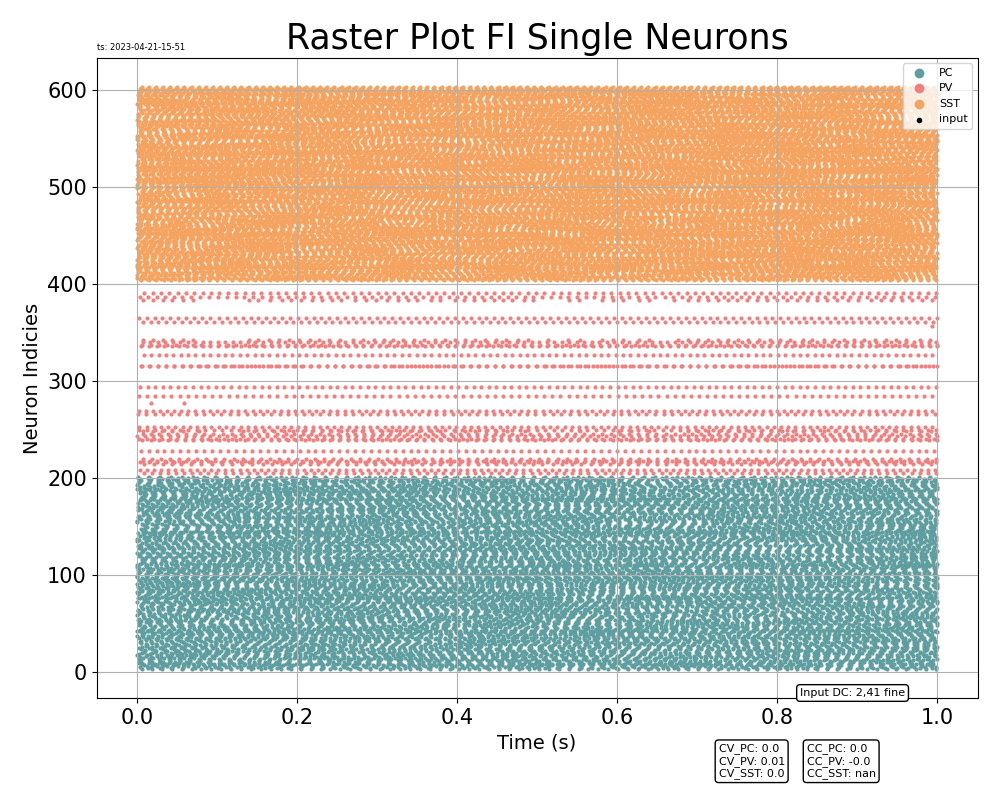 Raster Plot FI Single Neurons
ts: 2023-04-21-15-51
PC
PV
SST
input
600
500
400
300
200
100
0
Neuron Indicies
0.0 0.2 0.4 0.6 0.8 1.0
Time (s)
Input DC: 2,41 fine
CV_PC: 0.0
CV_PV: 0.01
CV_SST: 0.0
CC_PC: 0.0
CC_PV: -0.0
CC_SST: nan